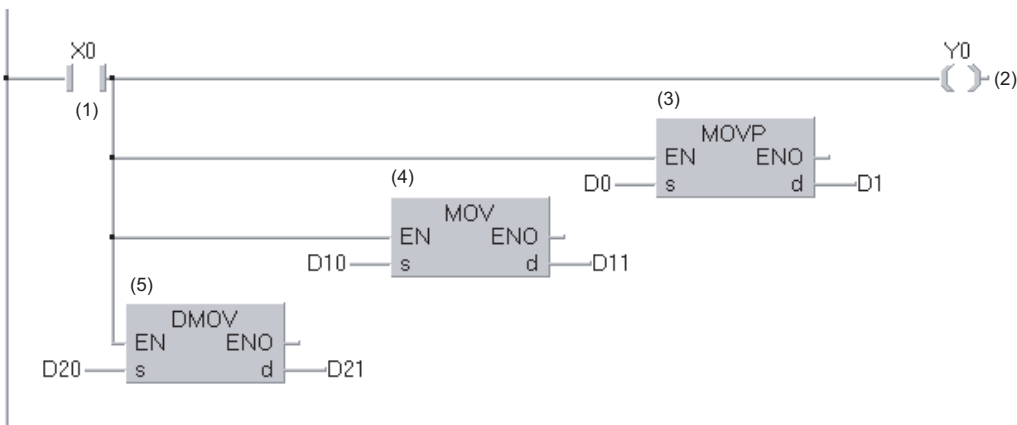 X0 Y0
(1) (2)
(3)
MOVP
EN ENO
D0 s d D1
(4)
MOV
EN ENO
D10 s d D11
(5)
DMOV
EN ENO
D20 s d D21